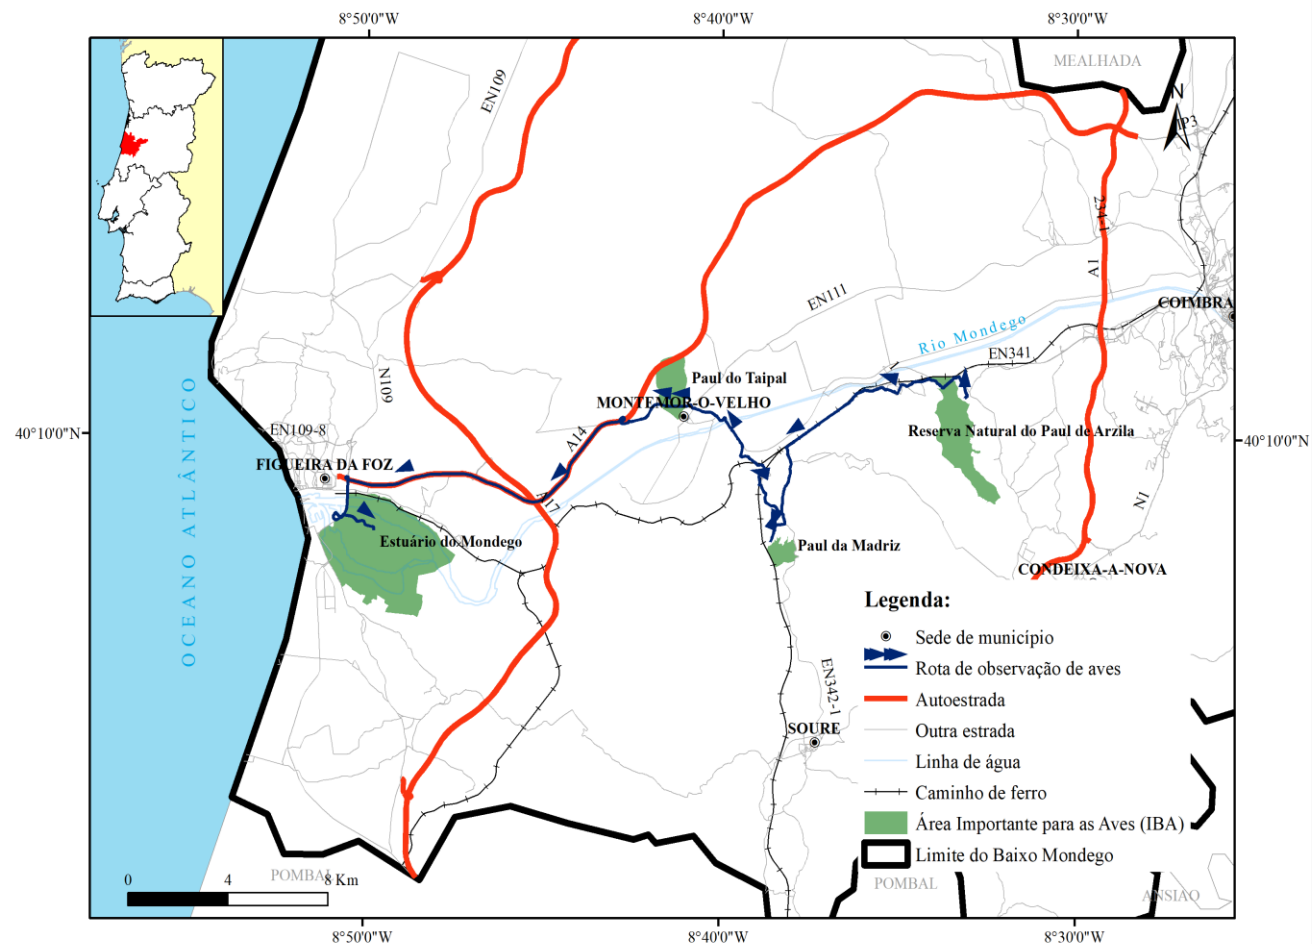 8°50'0"W
8°40'0"W
8°30'0"W
MEALHADA
EN109
N
IP3
234-1
A1
EN111
COIMBRA
Rio Mondego
EN341
N109
Paul do Taipal
MONTEMOR-O-VELHO
OCEANO ATLÂNTICO
40°10'0"N
EN109-8
A14
Reserva Natural do Paul de Arzila
40°10'0"N
FIGUEIRA DA FOZ
A17
N1
Estuário do Mondego
Paul da Madriz
CONDEIXA-A-NOVA
Legenda:
Sede de município
Rota de observação de aves
Autoestrada
Outra estrada
Linha de água
Caminho de ferro
Área Importante para as Aves (IBA)
Limite do Baixo Mondego
EN342-1
SOURE
POMBAL
0 4 8 Km
POMBAL
ANSIAO
8°50'0"W
8°40'0"W
8°30'0"W